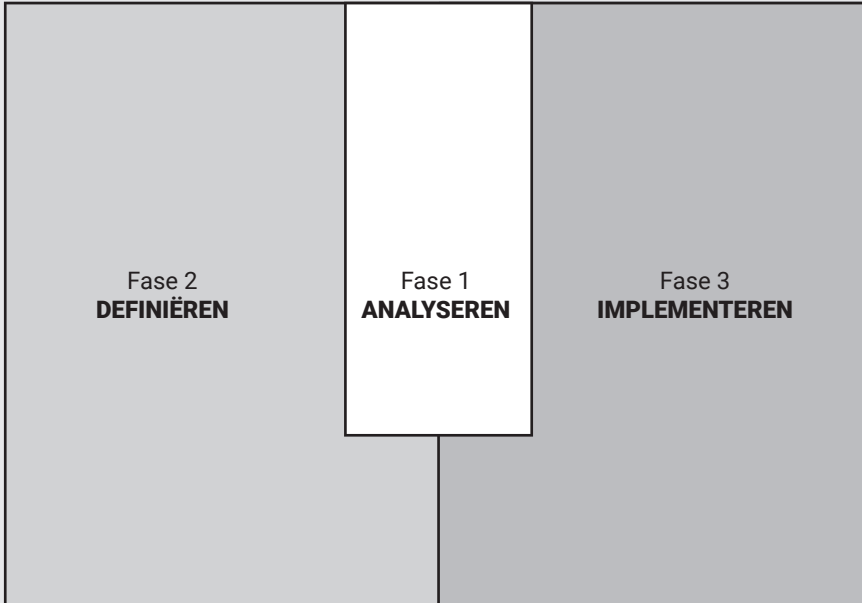 Fase 2
DEFINIËREN
Fase 1
ANALYSEREN
Fase 3
IMPLEMENTEREN